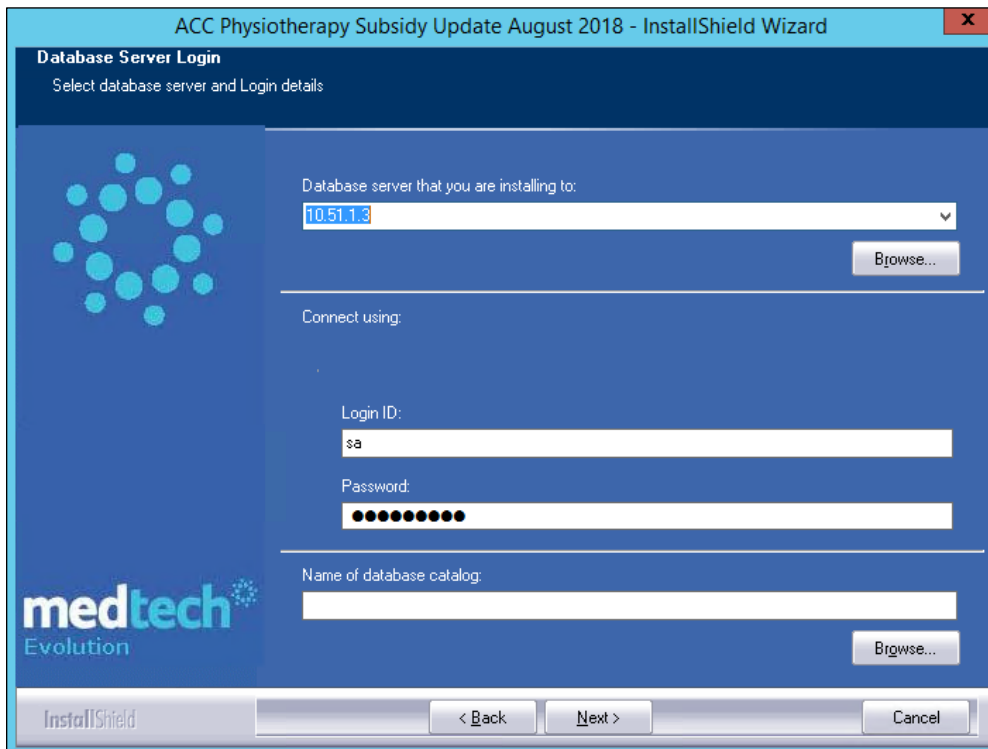 ACC Physiotherapy Subsidy Update August 2018 - InstallShield Wizard
x
Database Server Login
Select database server and Login details
Database server that you are installing to:
10.51.1.3
Browse...
Connect using:
Login ID:
sa
Password:
●●●●●●●●●
Name of database catalog:
medtech
Evolution
Browse...
InstallShield
< Back
Next >
Cancel